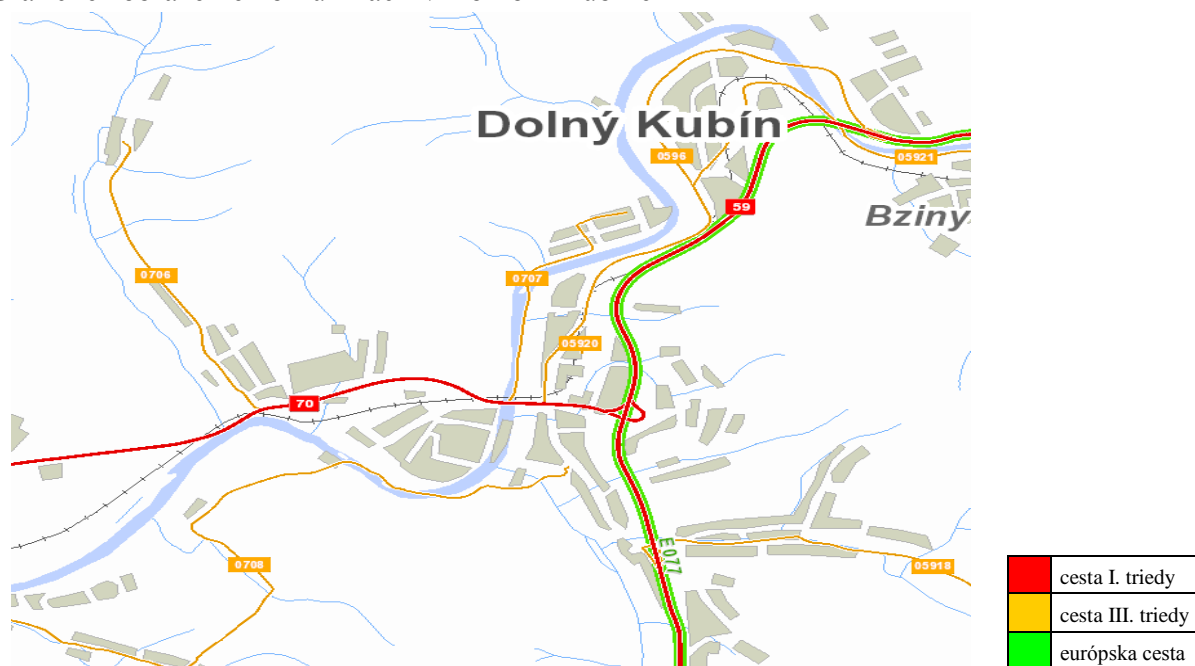 Dolný Kubín
0596
05921
59
Bziny
0706
0707
05920
70
E077
0708
05918
cesta I. triedy
cesta III. triedy
európska cesta